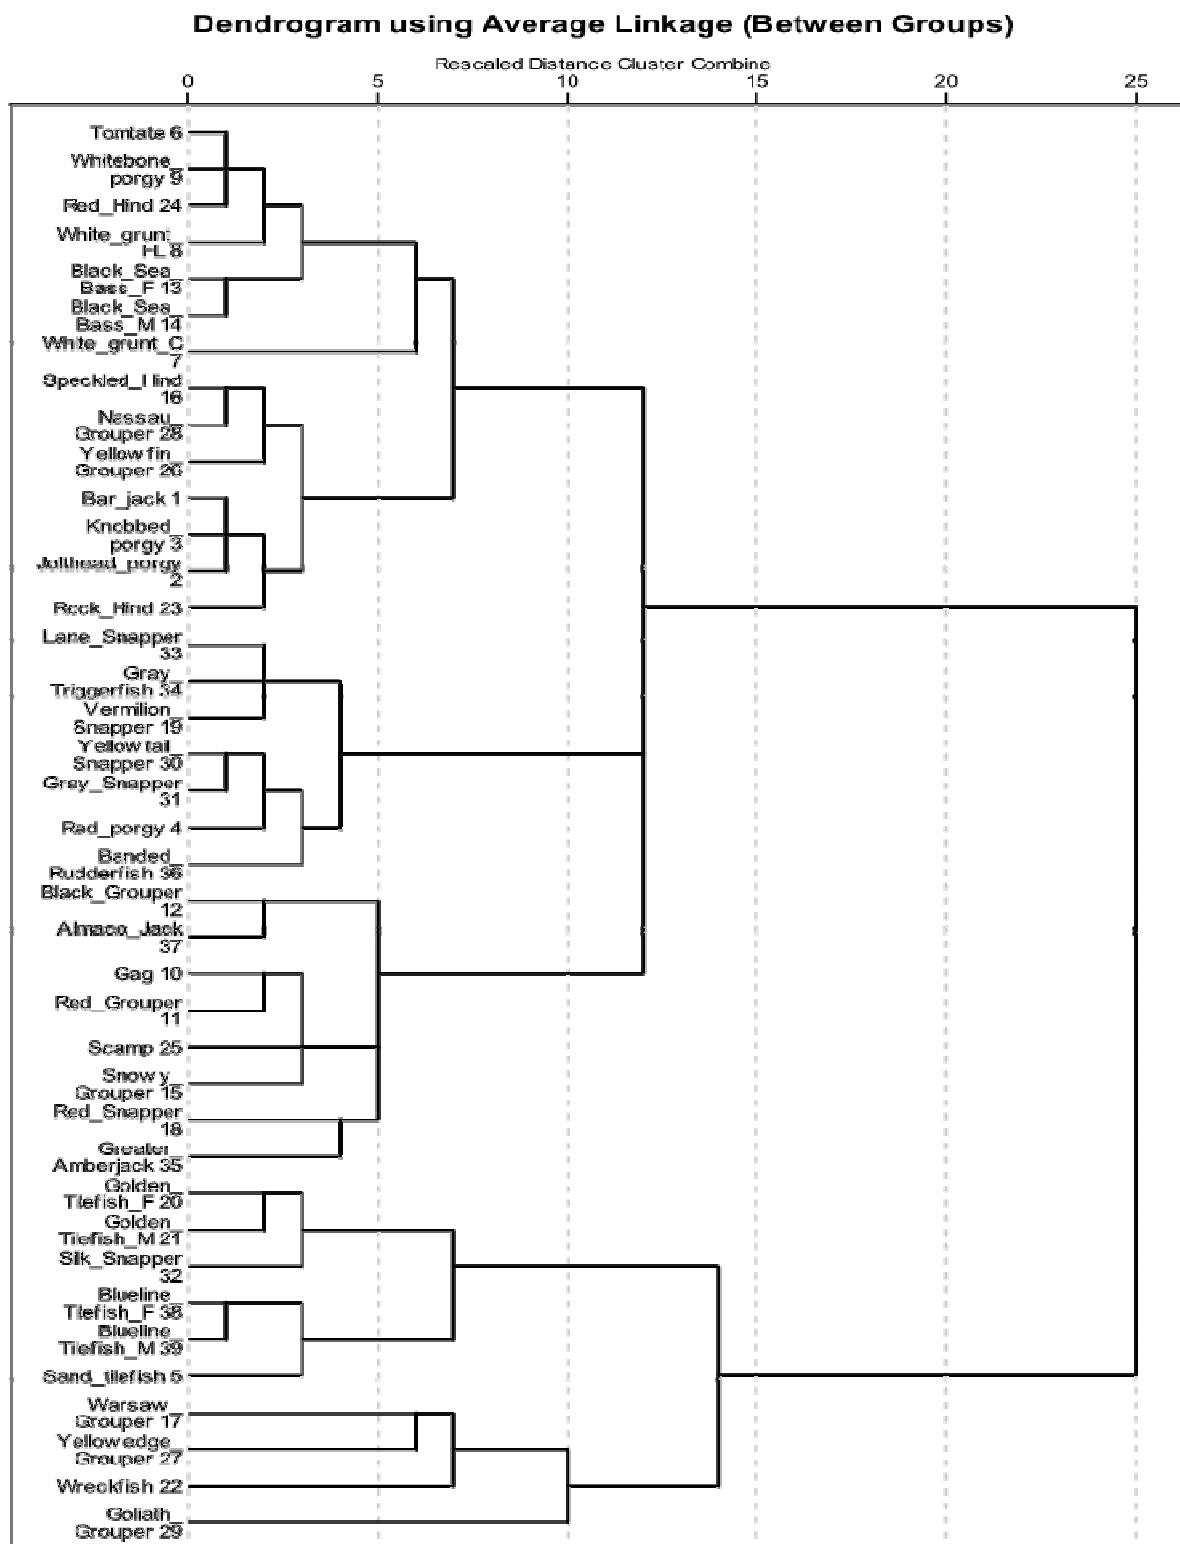 Dendrogram using Average Linkage (Between Groups)
Rescaled Distance Cluster Combine
0 5 10 15 20 25
Tomtate 6
Whitebone_
porgy 9
Red_Hind 24
White_grunt_
HL 8
Black_Sea_
Bass_F 13
Black_Sea_
Bass_M 14
White_grunt_C
7
Speckled_Hind
16
Nassau_
Grouper 28
Yellowfin_
Grouper 26
Bar_jack 1
Knobbed_
porgy 3
Jolthead_porgy
2
Rock_Hind 23
Lane_Snapper
33
Gray_
Triggerfish 34
Vermilion_
Snapper 19
Yellowtail_
Snapper 30
Gray_Snapper
31
Red_porgy 4
Banded_
Rudderfish 36
Black_Grouper
12
Almaco_Jack
37
Gag 10
Red_Grouper
11
Scamp 25
Snowy_
Grouper 15
Red_Snapper
18
Greater_
Amberjack 35
Golden_
Tilefish_F 20
Golden_
Tilefish_M 21
Silk_Snapper
32
Blueline_
Tilefish_F 38
Blueline_
Tilefish_M 39
Sand_tilefish 5
Warsaw_
Grouper 17
Yellowedge_
Grouper 27
Wreckfish 22
Goliath_
Grouper 29